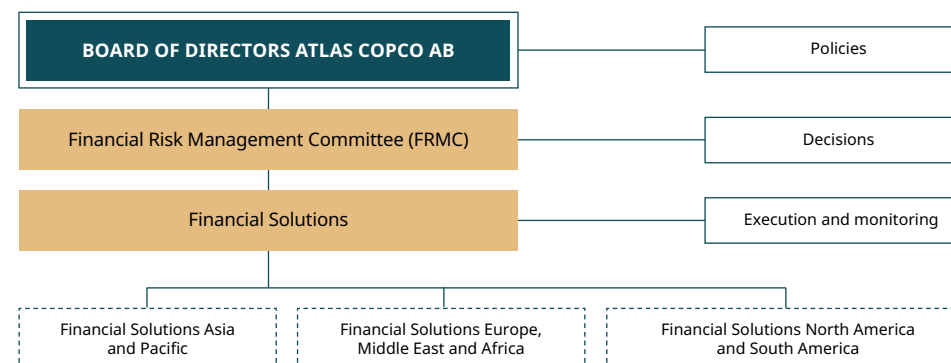 BOARD OF DIRECTORS ATLAS COPCO AB
Policies
Financial Risk Management Committee (FRMC)
Decisions
Financial Solutions
Execution and monitoring
Financial Solutions Asia
and Pacific
Financial Solutions Europe,
Middle East and Africa
Financial Solutions North America
and South America